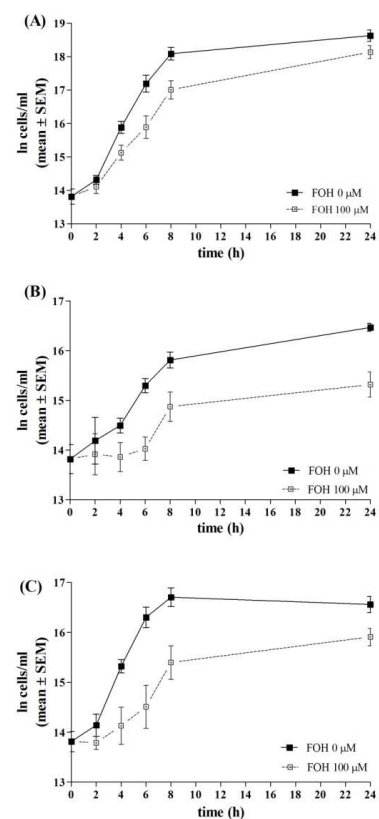 (A)
ln cells/ml
(mean ± SEM)
19
18
17
16
15
14
13
FOH 0 µM
FOH 100 µM
0 2 4 6 8 10 12 14 16 18 20 22 24
time (h)
(B)
ln cells/ml
(mean ± SEM)
17
16
15
14
13
FOH 0 µM
FOH 100 µM
0 2 4 6 8 10 12 14 16 18 20 22 24
time (h)
(C)
ln cells/ml
(mean ± SEM)
17
16
15
14
13
FOH 0 µM
FOH 100 µM
0 2 4 6 8 10 12 14 16 18 20 22 24
time (h)